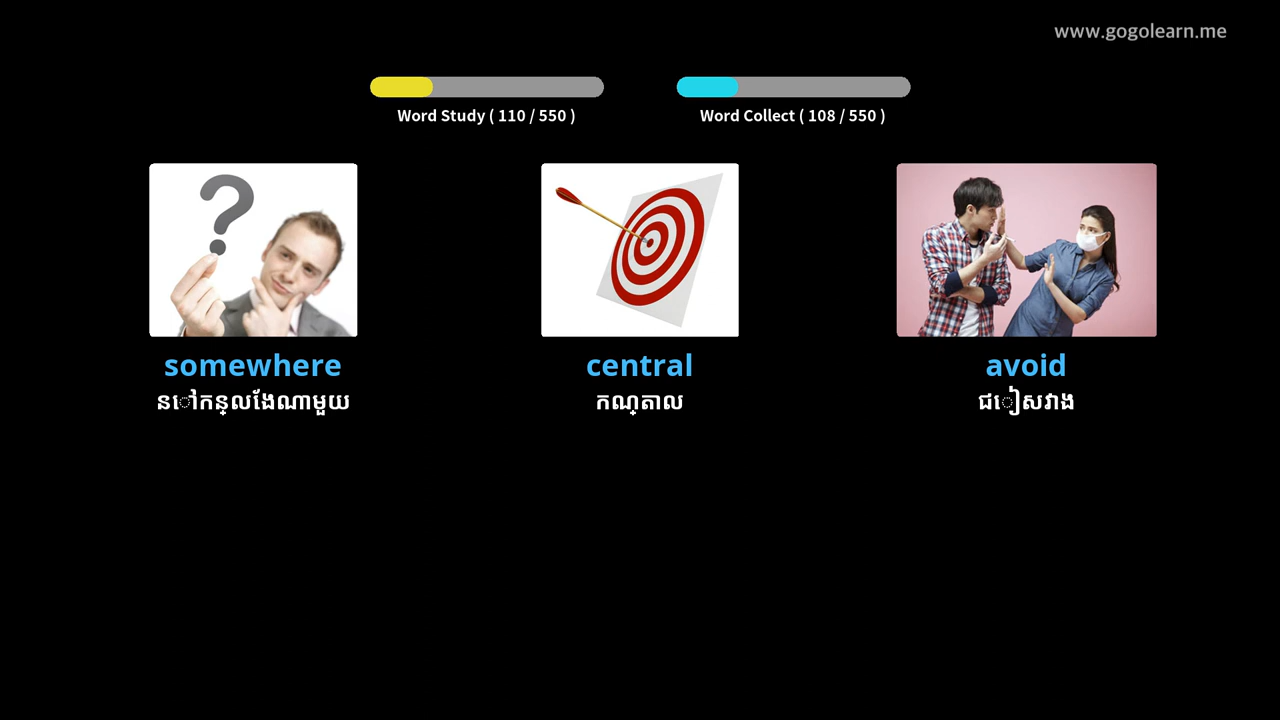 www.gogolearn.me
Word Study ( 110 / 550 )
Word Collect ( 108 / 550 )
somewhere
នៅកន្លែងណាមួយ
central
កណ្តាល
avoid
ជៀសវាង